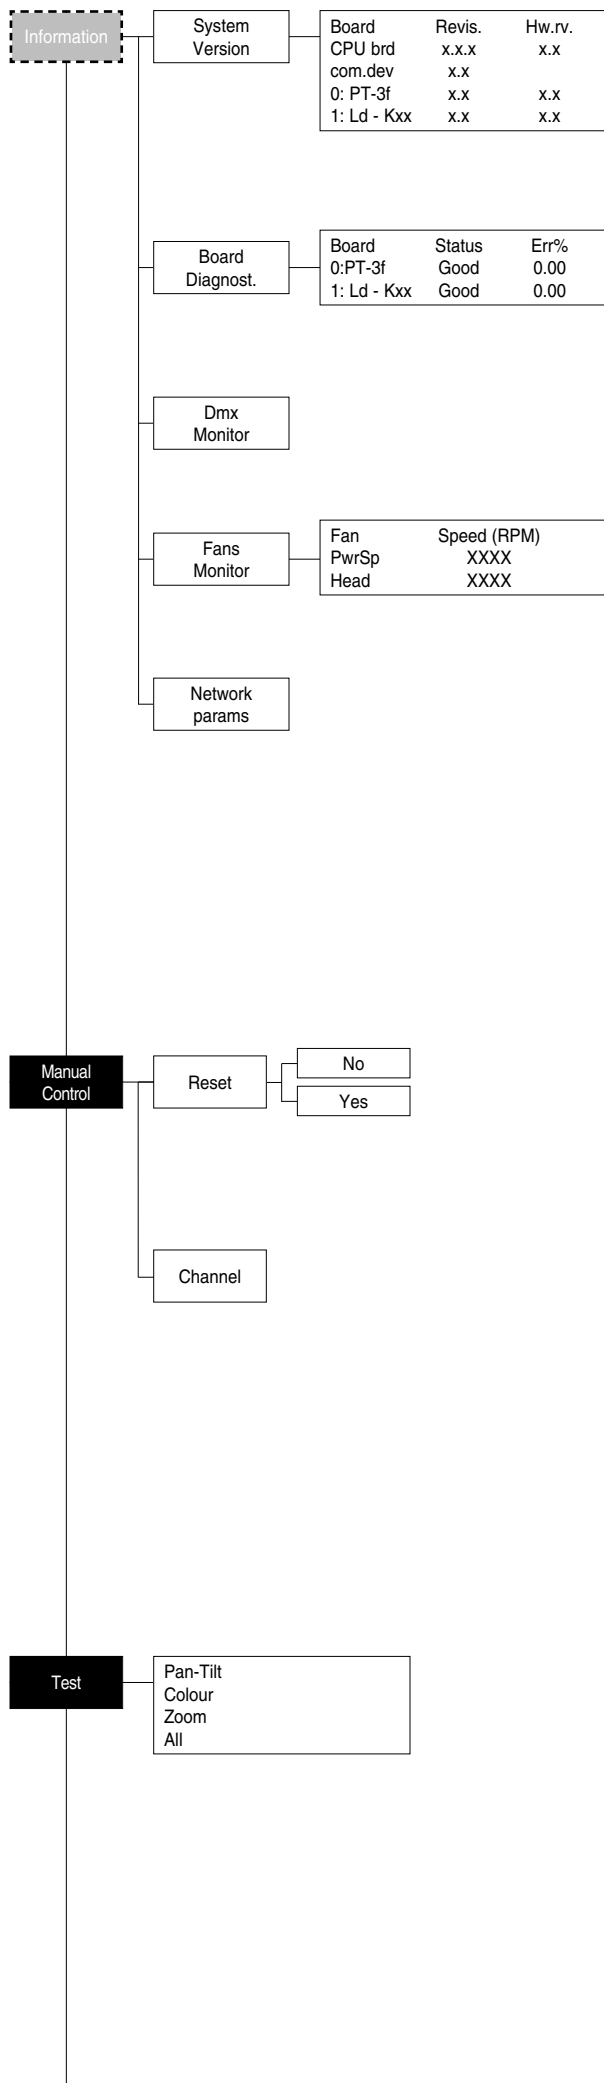 Information
System
Version
Board Revis. Hw.rv.
CPU brd x.x.x x.x
com.dev x.x
0: PT-3f x.x x.x
1: Ld - Kxx x.x x.x
Board
Diagnost.
Board Status Err%
0:PT-3f Good 0.00
1: Ld - Kxx Good 0.00
Dmx
Monitor
Fans
Monitor
Fan Speed (RPM)
PwrSp XXXX
Head XXXX
Network
params
Manual
Control
Reset
No
Yes
Channel
Test
Pan-Tilt
Colour
Zoom
All